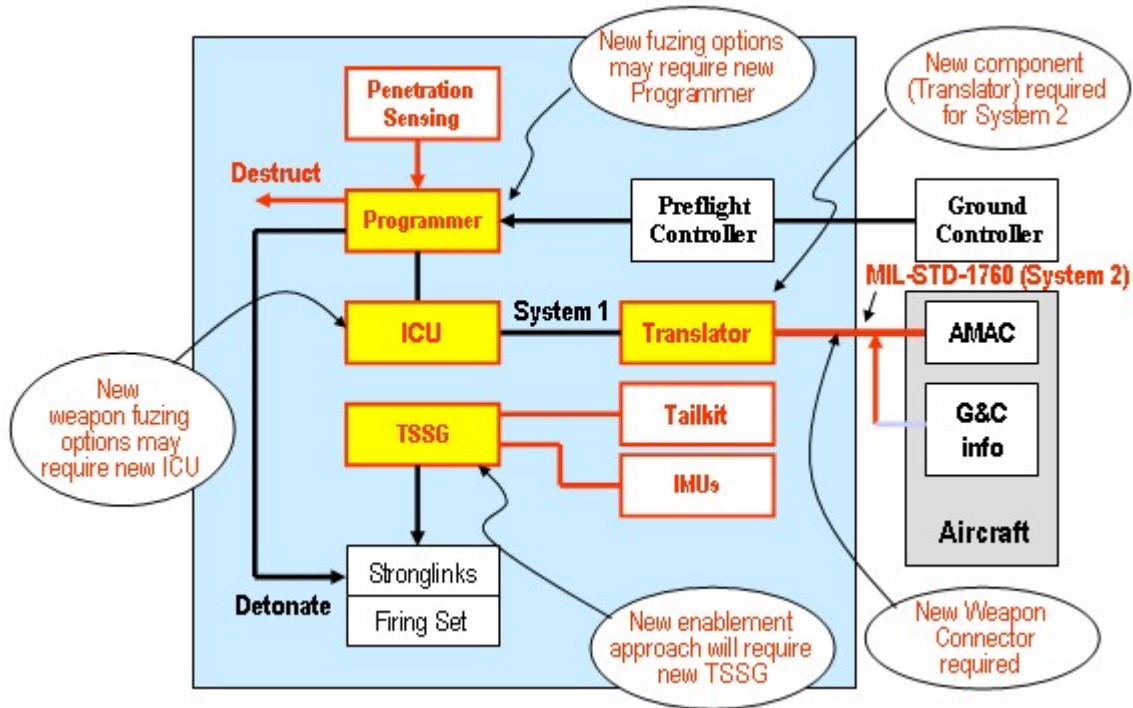 New fuzing options
may require new
Programmer
New component
(Translator) required
for System 2
Penetration
Sensing
Destruct
Programmer
Preflight
Controller
Ground
Controller
MIL-STD-1760 (System 2)
ICU
System 1
Translator
AMAC
New
weapon fuzing
options may
require new ICU
TSSG
Tailkit
IMUs
G&C
info
Aircraft
Stronglinks
Firing Set
Detonate
New enablement
approach will require
new TSSG
New Weapon
Connector
required